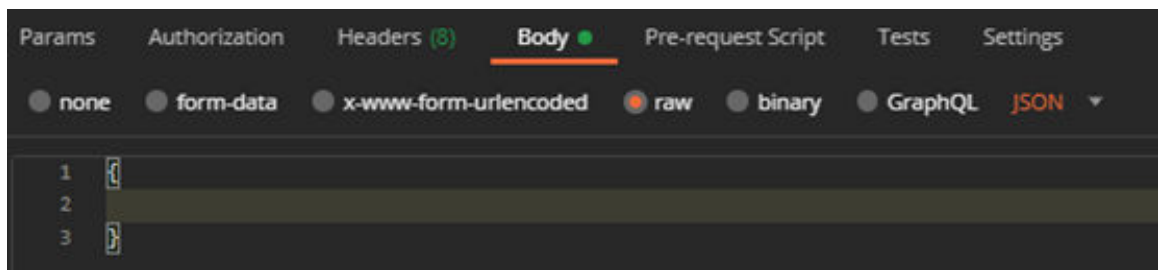 Params Authorization Headers (8) Body Pre-request Script Tests Settings
none form-data x-www-form-urlencoded raw binary GraphQL JSON
1 {
2
3 }